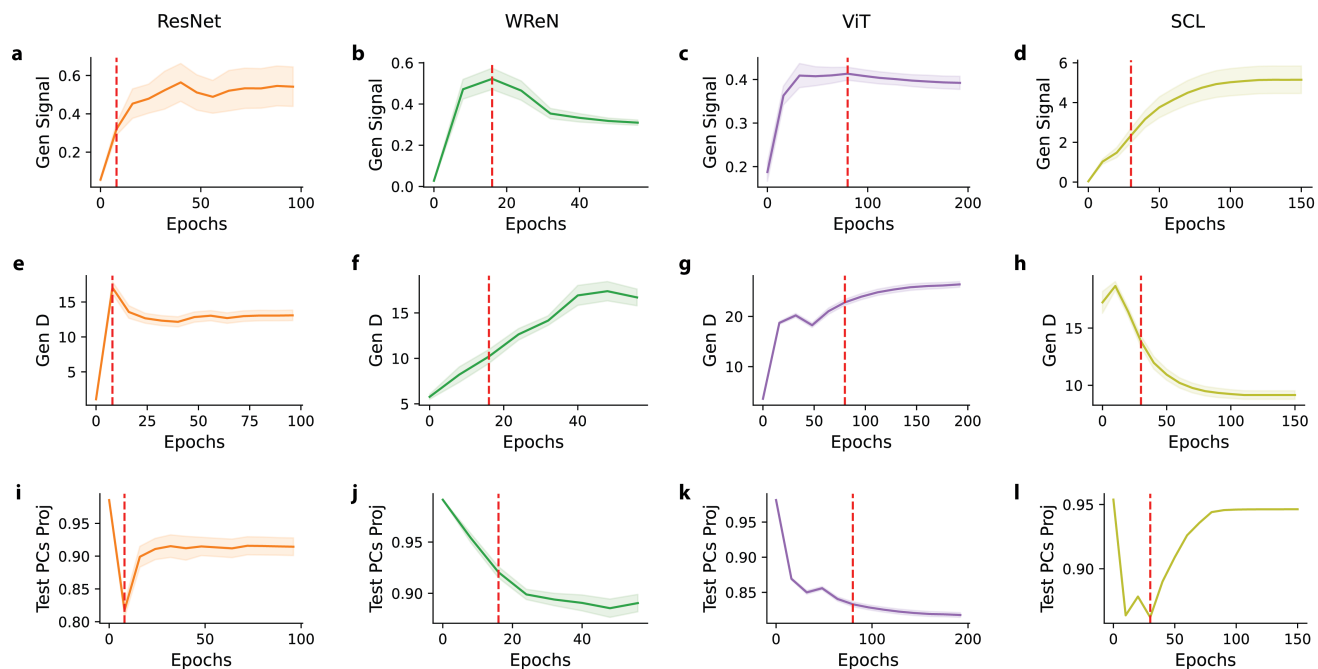 ResNet WReN ViT SCL
a b c d
Gen Signal 0.6 0.4 0.2 0 50 100 Epochs
Gen Signal 0.6 0.4 0.2 0.0 0 20 40 Epochs
Gen Signal 0.4 0.3 0.2 0 100 200 Epochs
Gen Signal 6 4 2 0 0 50 100 150 Epochs
e f g h
Gen D 15 10 5 0 25 50 75 100 Epochs
Gen D 15 10 5 0 20 40 Epochs
Gen D 20 10 0 50 100 150 200 Epochs
Gen D 15 10 0 50 100 150 Epochs
i j k l
Test PCs Proj 0.95 0.90 0.85 0.80 0 50 100 Epochs
Test PCs Proj 0.95 0.90 0 20 40 Epochs
Test PCs Proj 0.95 0.90 0.85 0 100 200 Epochs
Test PCs Proj 0.95 0.90 0 50 100 150 Epochs